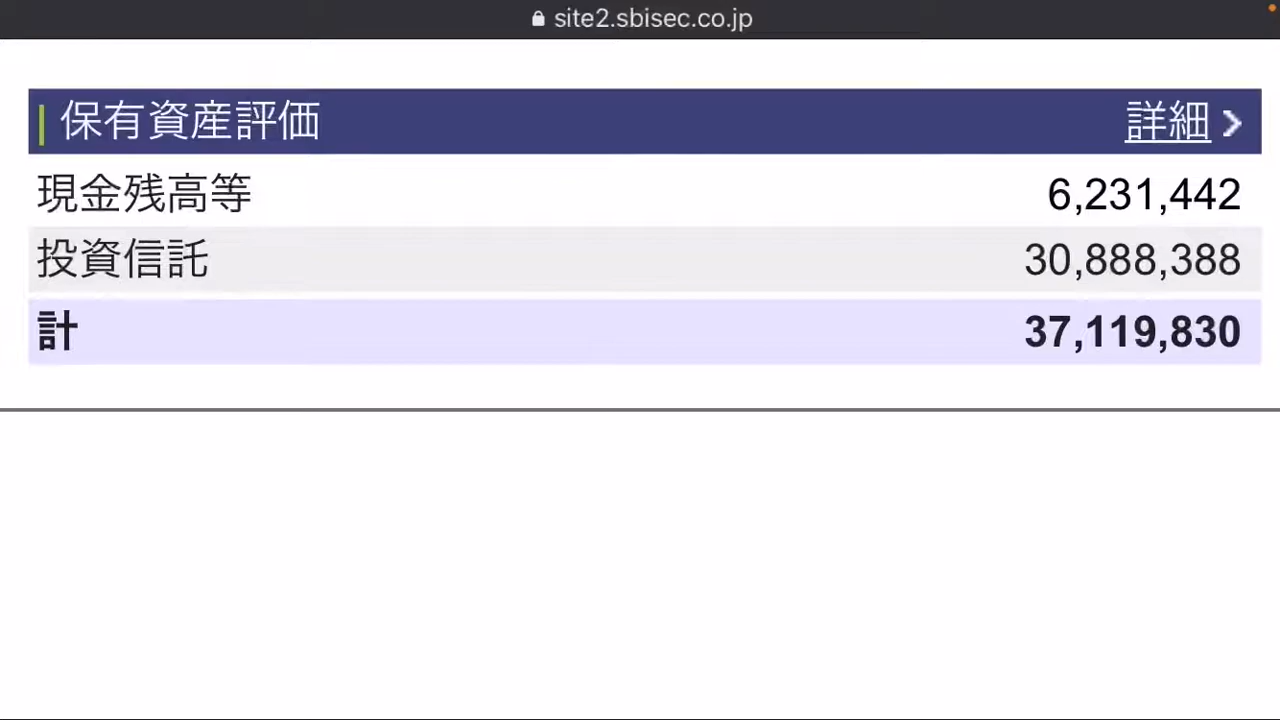 site2.sbisec.co.jp
保有資産評価 詳細
現金残高等 6,231,442
投資信託 30,888,388
計 37,119,830